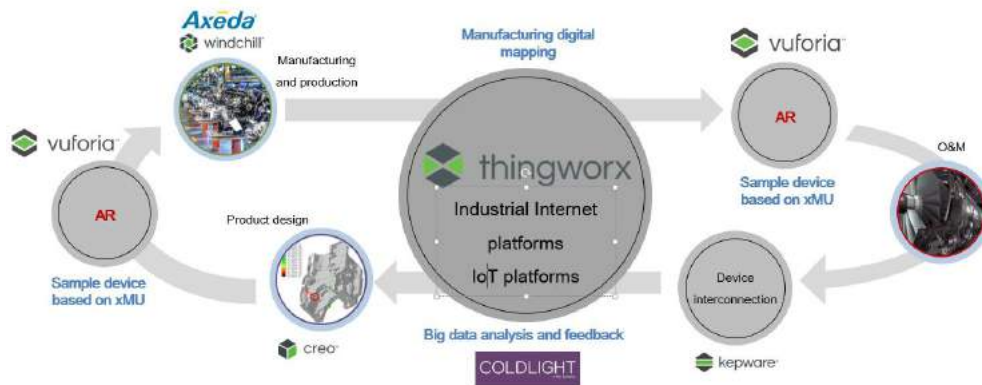 Axeda
windchill
Manufacturing
and production
Manufacturing digital
mapping
vuforia
AR
Sample device
based on xMU
O&M
vuforia
AR
Sample device
based on xMU
Product design
creo
thingworx
Industrial Internet
platforms
IoT platforms
Big data analysis and feedback
COLDLIGHT
Device
interconnection
kepware